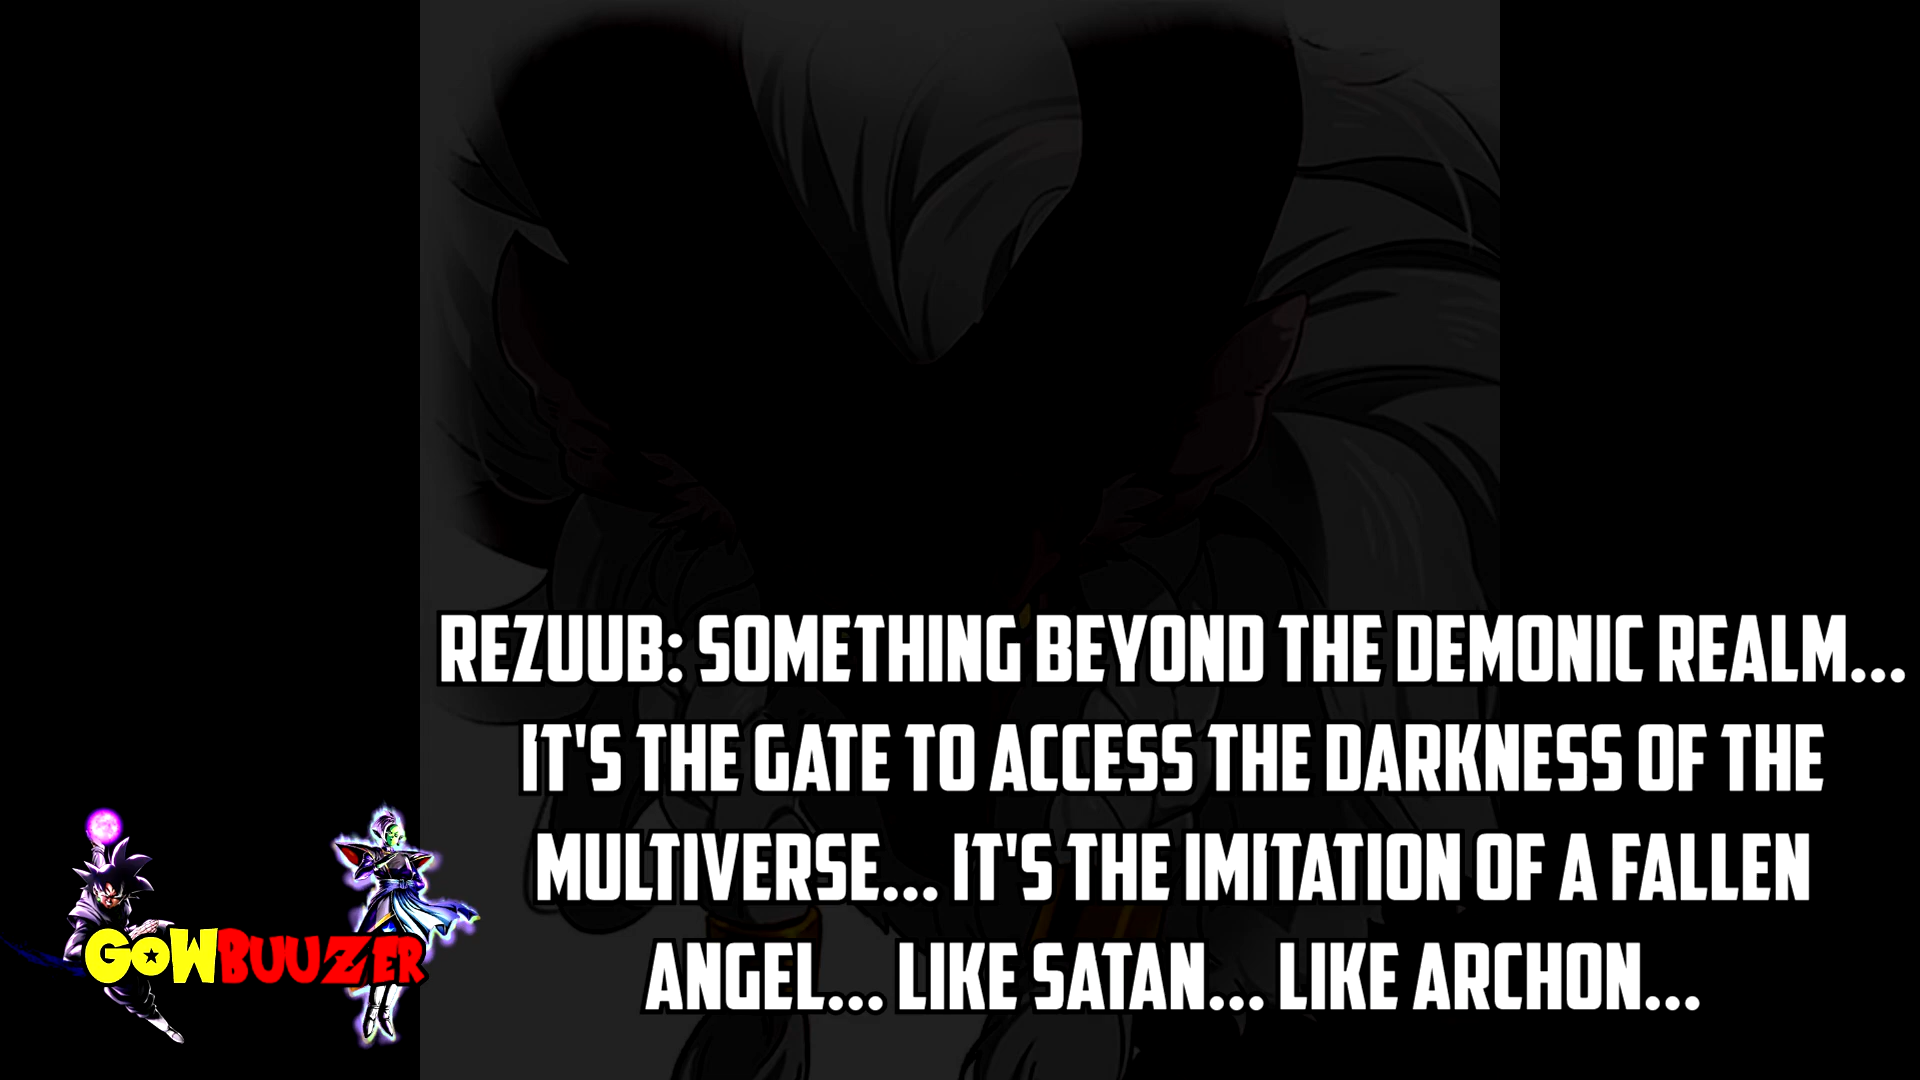 REZUUB: SOMETHING BEYOND THE DEMONIC REALM...
IT'S THE GATE TO ACCESS THE DARKNESS OF THE
MULTIVERSE... IT'S THE IMITATION OF A FALLEN
ANGEL... LIKE SATAN... LIKE ARCHON...
GOWBUUZER